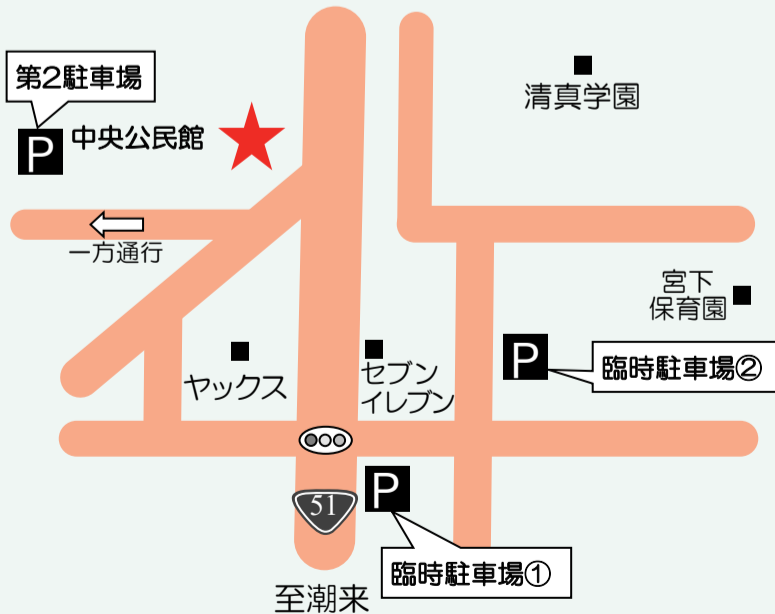 第2駐車場
P
中央公民館
清真学園
一方通行
宮下
保育園
P
臨時駐車場②
ヤックス
セブン
イレブン
P
51
臨時駐車場①
至潮来